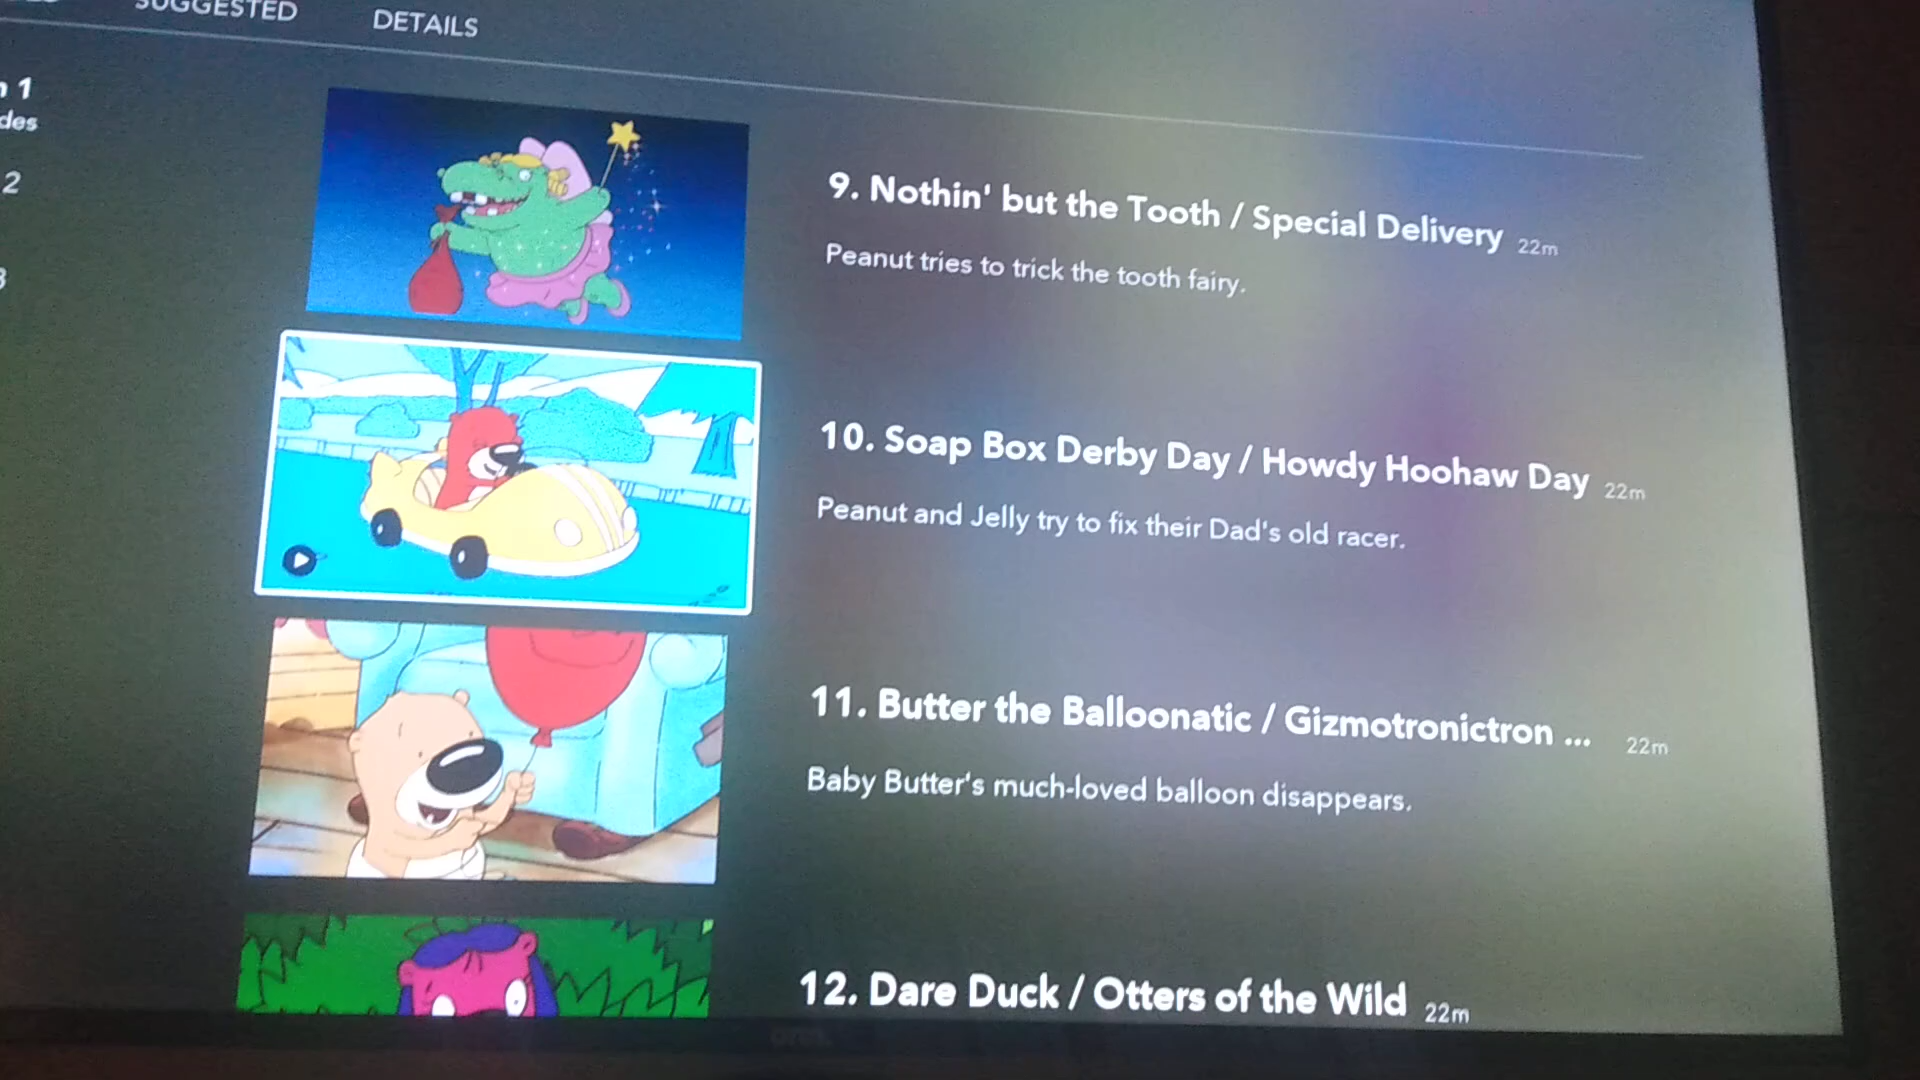 SUGGESTED
DETAILS
1
des
2
3
9. Nothin' but the Tooth / Special Delivery 22m
Peanut tries to trick the tooth fairy.
10. Soap Box Derby Day / Howdy Hoohaw Day 22m
Peanut and Jelly try to fix their Dad's old racer.
11. Butter the Balloonatic / Gizmotronictron ... 22m
Baby Butter's much-loved balloon disappears.
12. Dare Duck / Otters of the Wild 22m